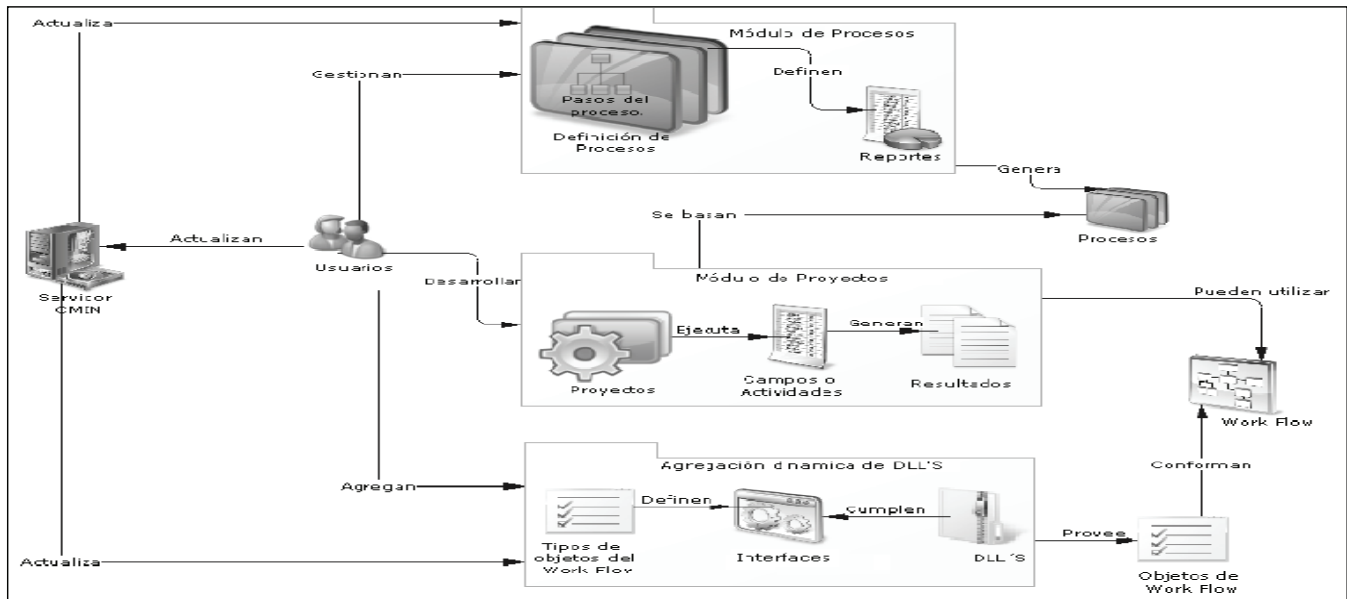 Actualiza
Módulo de Procesos
Gestionan
Definen
Pasos del
proceso.
Definición de
Procesos
Reportes
Genera
Se basan
Procesos
Actualizan
Usuarios
Servidor
CMIN
Desarrollar
Módulo de Proyectos
Pueden utilizar
Ejecuta
Generan
Proyectos
Campos o
Actividades
Resultados
Work Flow
Agregación dinamica de DLL'S
Conforman
Agregan
Definen
Cumplen
Provee
Tipos de
objetos del
Work Flow
Interfaces
DLL'S
Actualiza
Objetos de
Work Flow